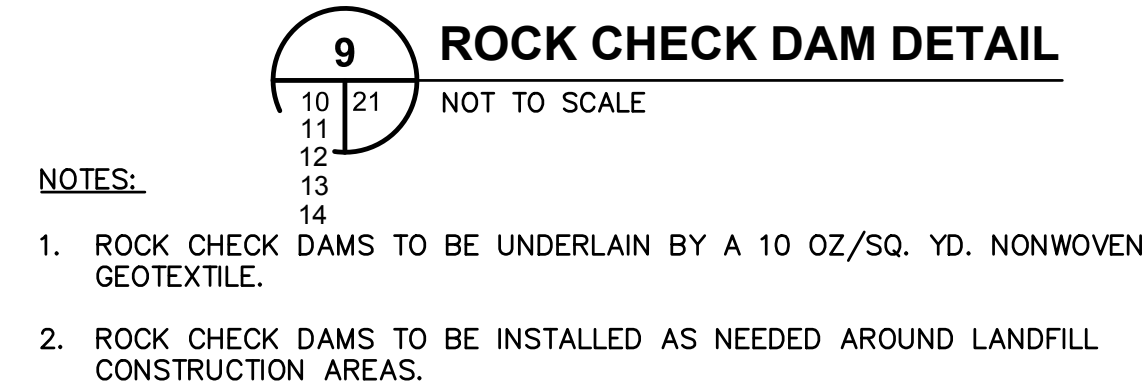 9 ROCK CHECK DAM DETAIL
10 21 NOT TO SCALE
11
12
NOTES: 13
14
1. ROCK CHECK DAMS TO BE UNDERLAIN BY A 10 OZ/SQ. YD. NONWOVEN
GEOTEXTILE.
2. ROCK CHECK DAMS TO BE INSTALLED AS NEEDED AROUND LANDFILL
CONSTRUCTION AREAS.